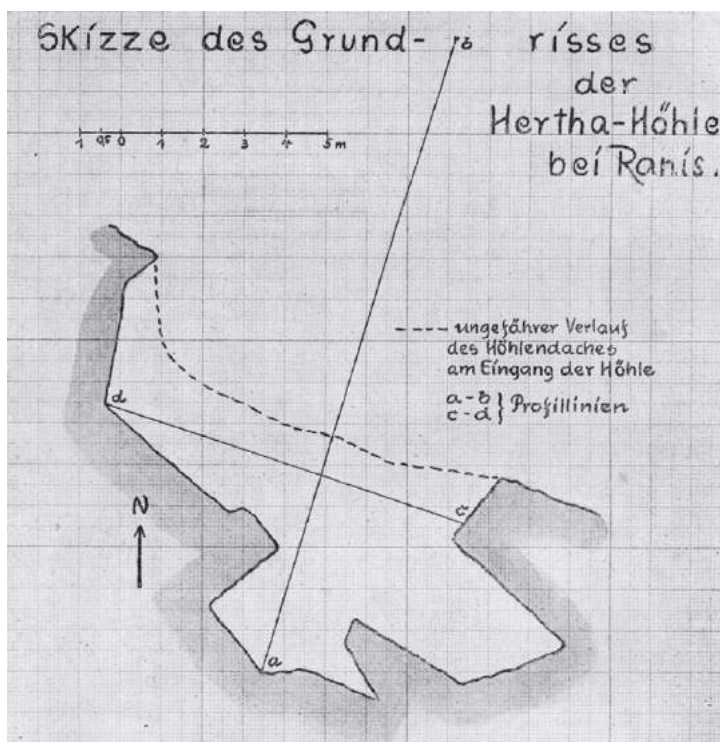 Skizze des Grund- b risses
der
Hertha-Höhle
bei Ranis.
1 0,5 0 1 2 3 4 5 m
---- ungefährer Verlauf
des Höhlendaches
am Eingang der Höhle
a-b } Profillinien
c-d
d
c
N
a